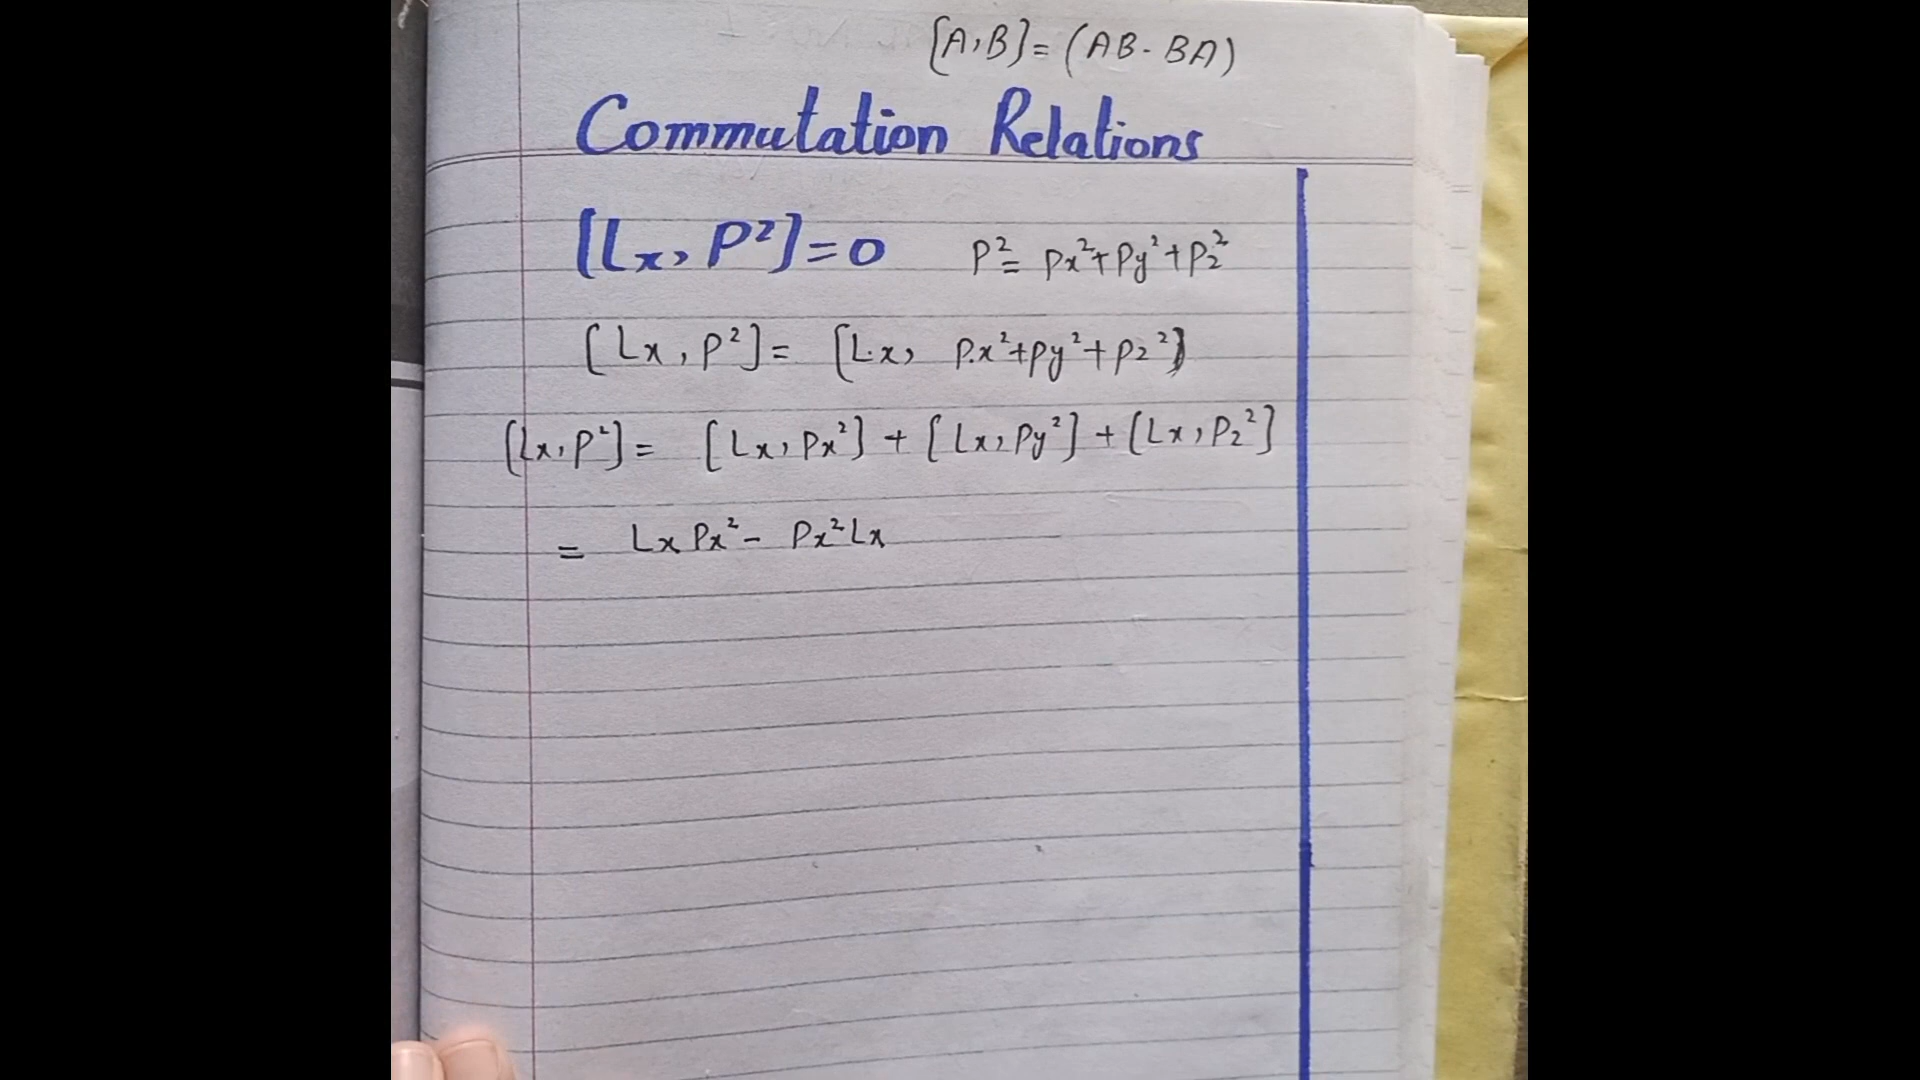 [A,B] = (AB - BA)
Commutation Relations
[Lx, P²] = 0 P² = Px² + Py² + Pz²
[Lx, P²] = [Lx, Px² + Py² + Pz²]
[Lx, P²] = [Lx, Px²] + [Lx, Py²] + [Lx, Pz²]
= Lx Px² - Px² Lx